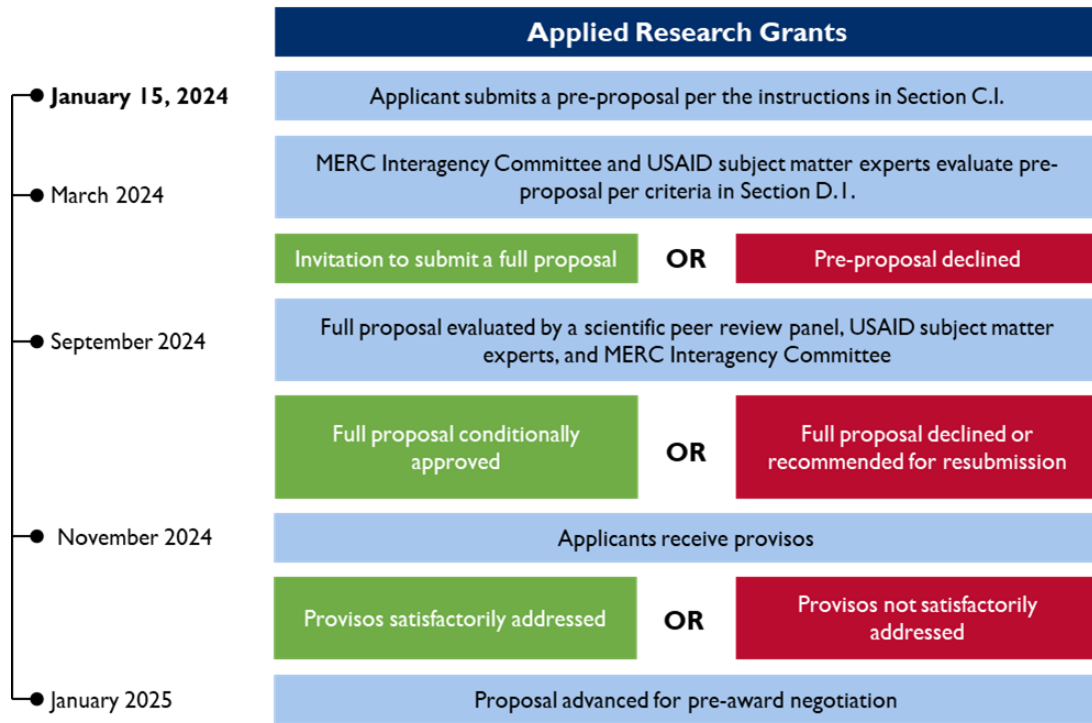 Applied Research Grants
January 15, 2024
Applicant submits a pre-proposal per the instructions in Section C.I.
March 2024
MERC Interagency Committee and USAID subject matter experts evaluate pre-
proposal per criteria in Section D.1.
Invitation to submit a full proposal
OR
Pre-proposal declined
September 2024
Full proposal evaluated by a scientific peer review panel, USAID subject matter
experts, and MERC Interagency Committee
Full proposal conditionally
approved
OR
Full proposal declined or
recommended for resubmission
November 2024
Applicants receive provisos
Provisos satisfactorily addressed
OR
Provisos not satisfactorily
addressed
January 2025
Proposal advanced for pre-award negotiation